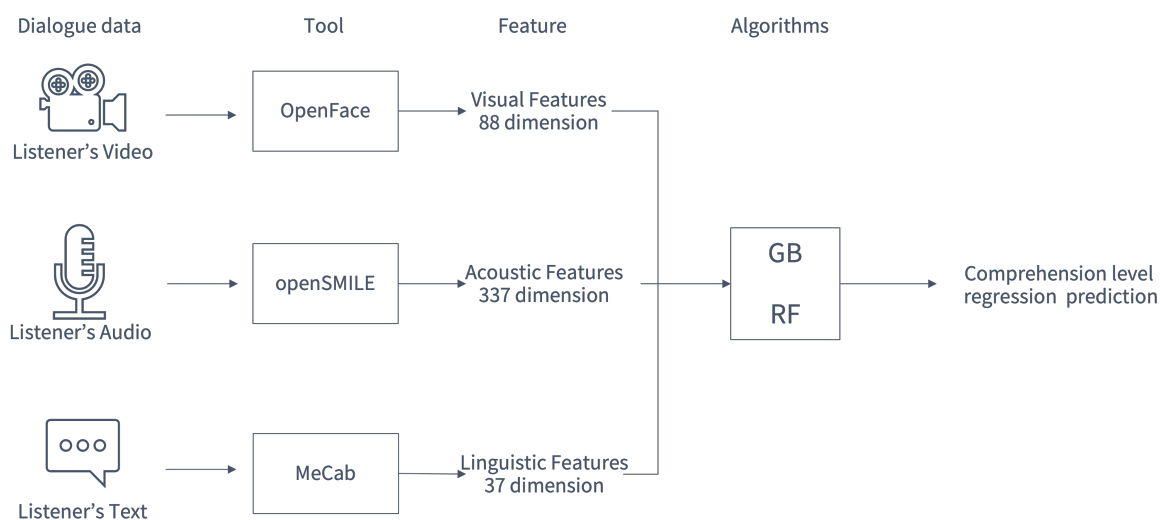 Dialogue data
Tool
Feature
Algorithms
Listener’s Video
OpenFace
Visual Features
88 dimension
Listener’s Audio
openSMILE
Acoustic Features
337 dimension
GB
RF
Comprehension level
regression prediction
Listener’s Text
MeCab
Linguistic Features
37 dimension